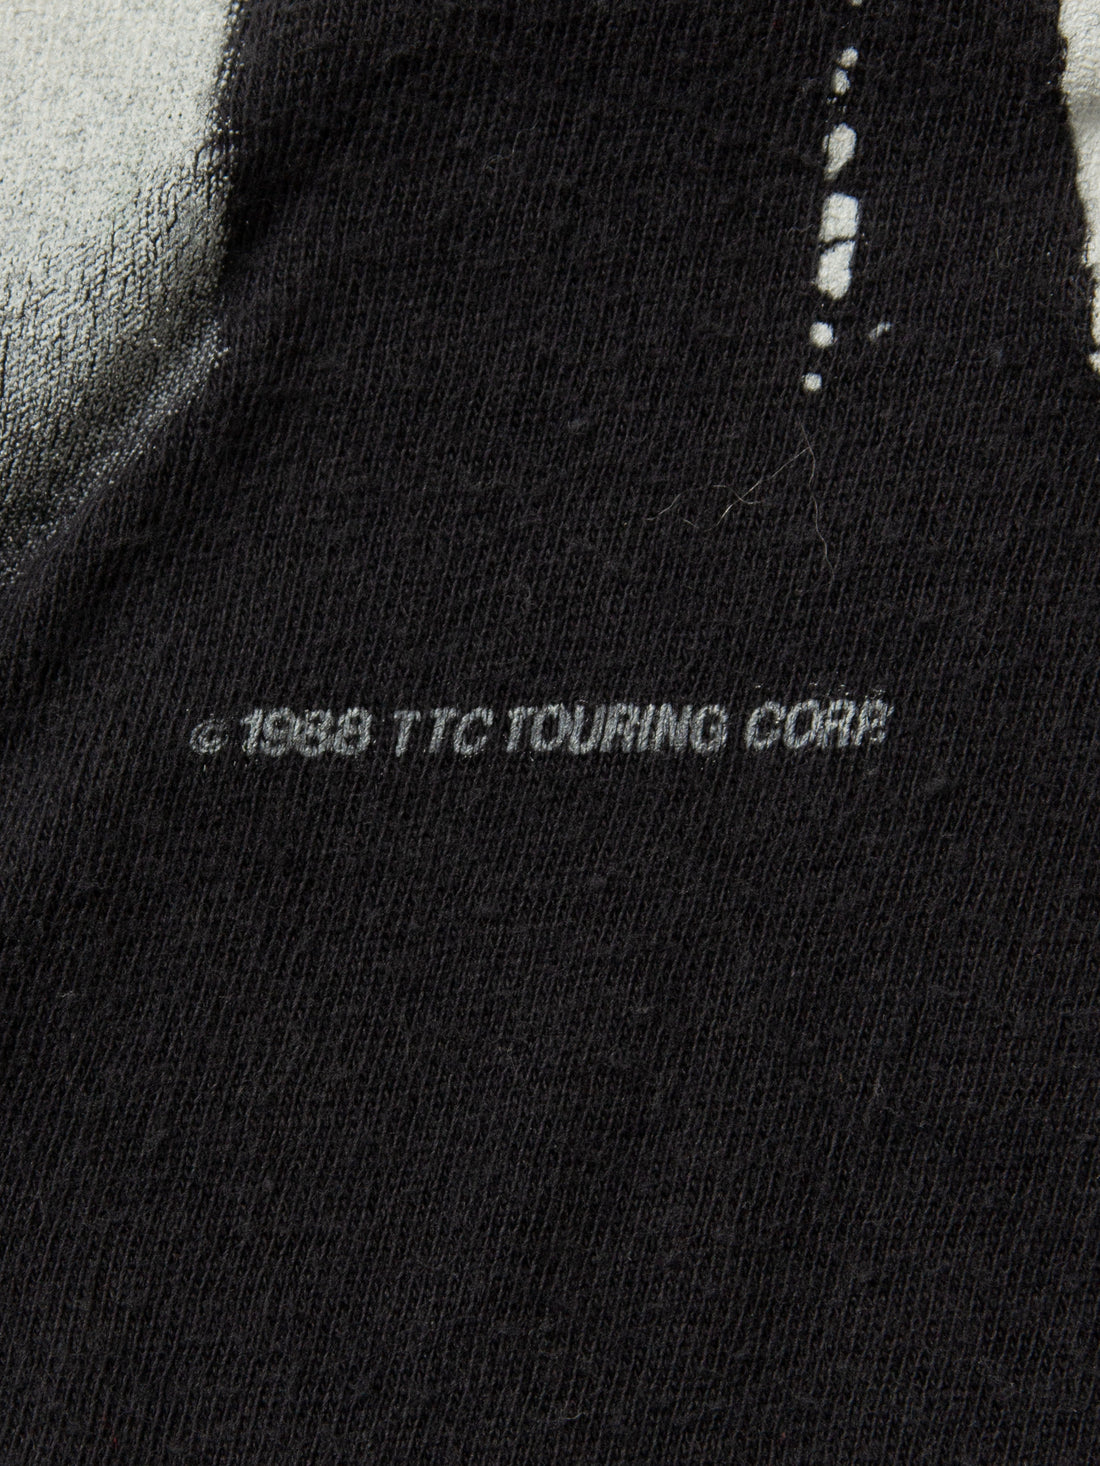 © 1988 TTC TOURING CORP.